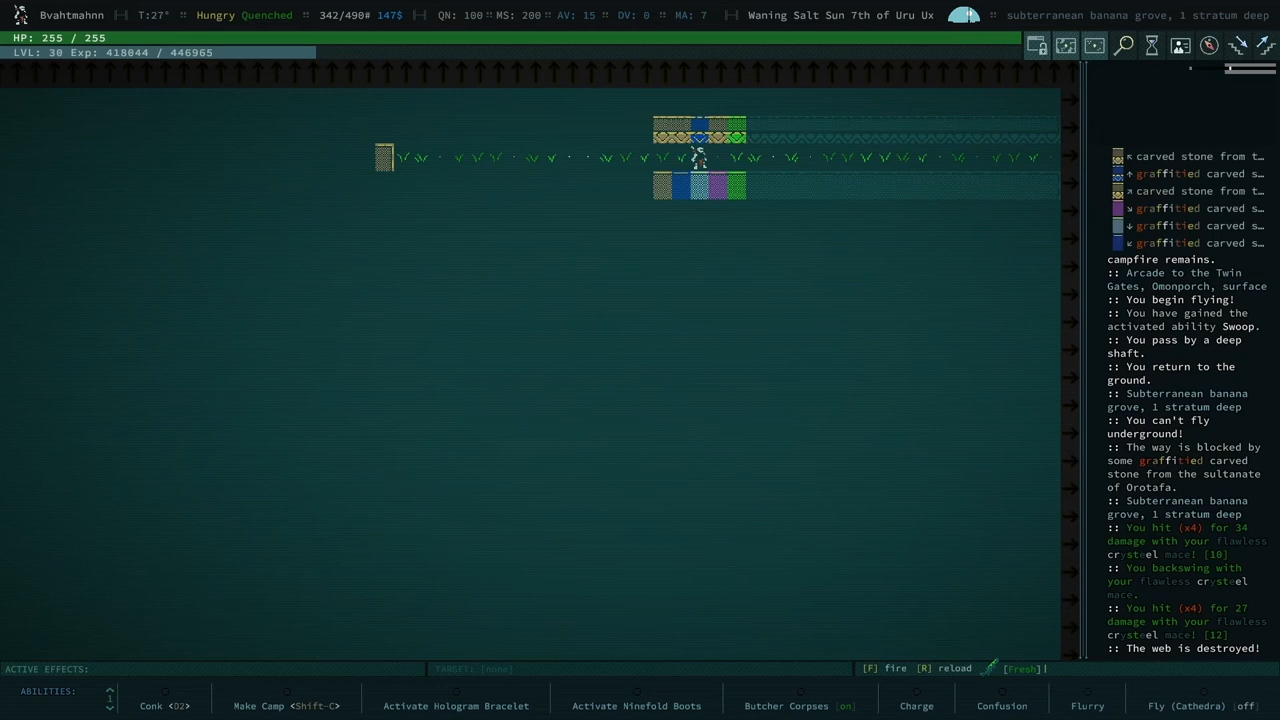 Bvahtmahnn T:27° Hungry Quenched 342/490# 147$ QN: 100 MS: 200 AV: 15 DV: 0 MA: 7 Waning Salt Sun 7th of Uru Ux subterranean banana grove, 1 stratum deep
HP: 255 / 255
LVL: 30 Exp: 418044 / 446965
carved stone from t…
graffitied carved s…
carved stone from t…
graffitied carved s…
graffitied carved s…
graffitied carved s…
campfire remains.
:: Arcade to the Twin
Gates, Omonporch, surface
:: You begin flying!
:: You have gained the
activated ability Swoop.
:: You pass by a deep
shaft.
:: You return to the
ground.
:: Subterranean banana
grove, 1 stratum deep
:: You can't fly
underground!
:: The way is blocked by
some graffitied carved
stone from the sultanate
of Orotafa.
:: Subterranean banana
grove, 1 stratum deep
:: You hit (x4) for 34
damage with your flawless
crysteel mace! [10]
:: You backswing with
your flawless crysteel
mace.
:: You hit (x4) for 27
damage with your flawless
crysteel mace! [12]
:: The web is destroyed!
ACTIVE EFFECTS: TARGET: [none] [F] fire [R] reload [Fresh]
ABILITIES: 1 Conk <D2> Make Camp <Shift-C> Activate Hologram Bracelet Activate Ninefold Boots Butcher Corpses [on] Charge Confusion Flurry Fly (Cathedra) [off]